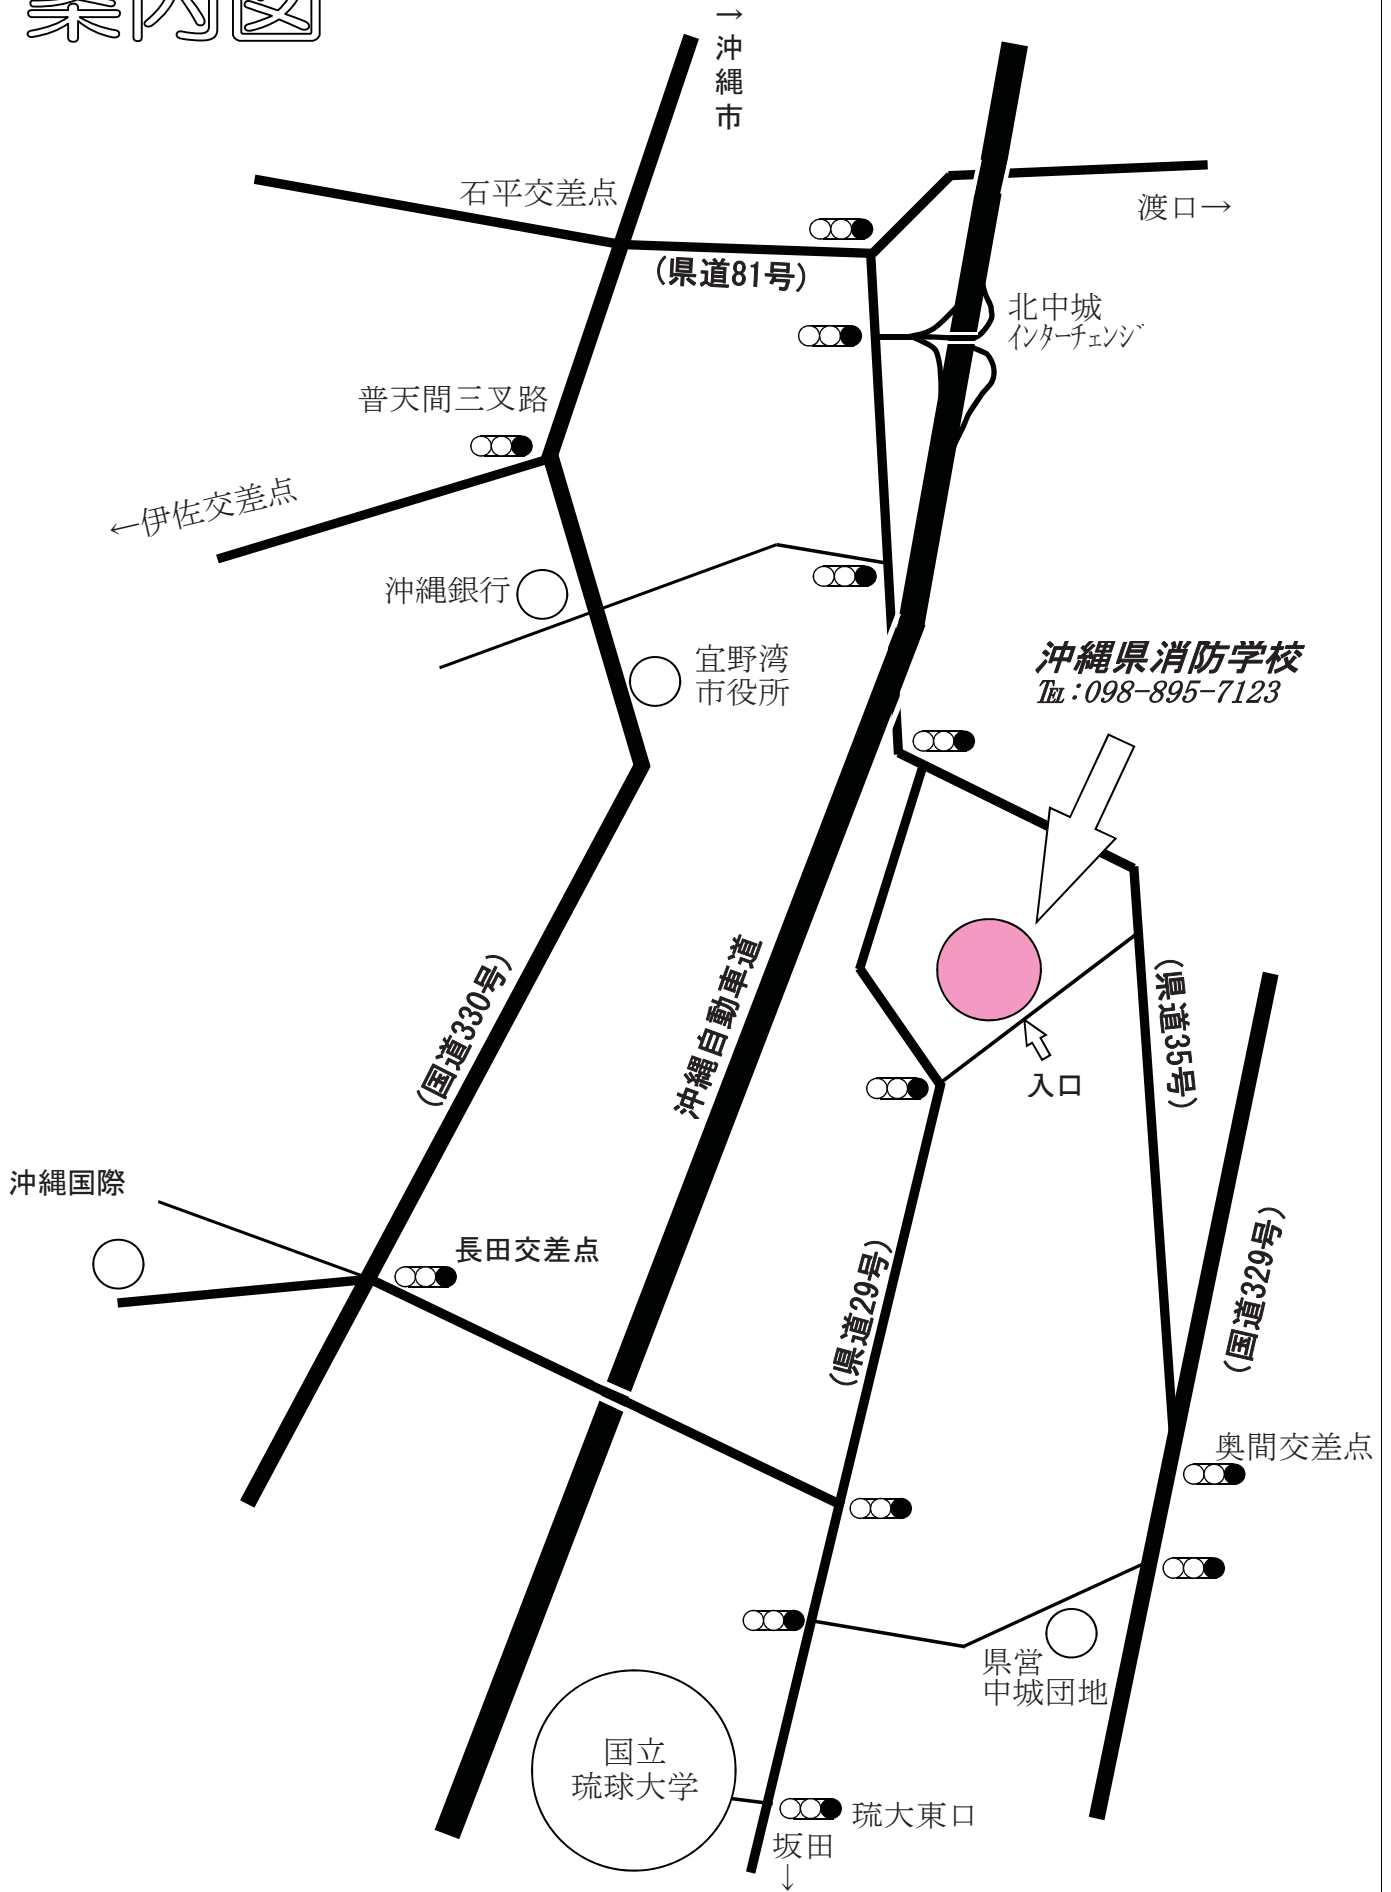 案内図
→沖縄市
石平交差点
渡口→
(県道81号)
北中城
インターチェンジ
普天間三叉路
←伊佐交差点
沖縄銀行
宜野湾
市役所
沖縄県消防学校
℡:098-895-7123
(国道330号)
沖縄自動車道
(県道35号)
入口
沖縄国際
長田交差点
(県道29号)
(国道329号)
奥間交差点
県営
中城団地
国立
琉球大学
琉大東口
坂田
↓